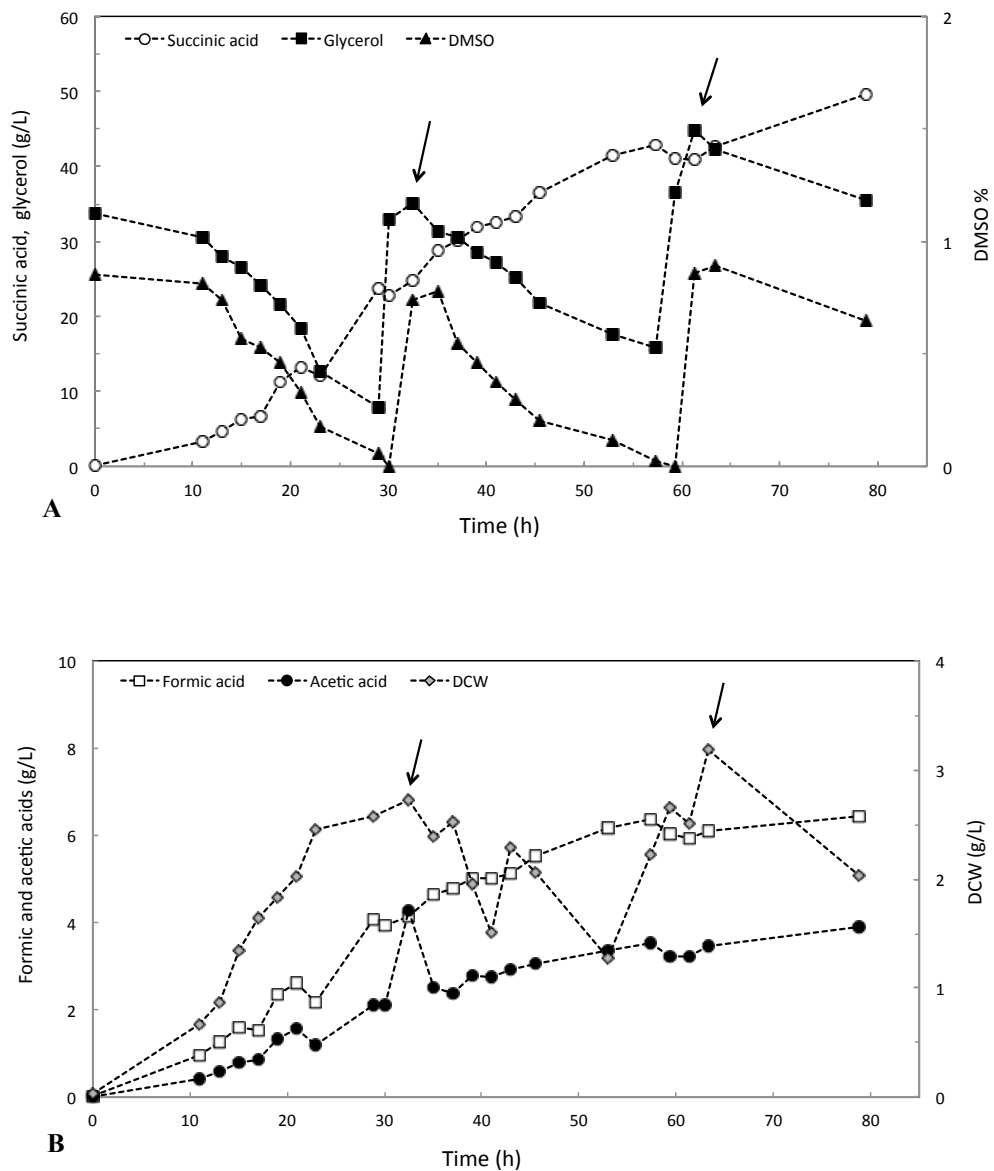 60
50
40
30
20
10
0
Succinic acid, glycerol (g/L)
Succinic acid Glycerol DMSO
2
1
0
DMSO %
0 10 20 30 40 50 60 70 80
A
Time (h)
10
8
6
4
2
0
Formic and acetic acids (g/L)
Formic acid Acetic acid DCW
4
3
2
1
0
DCW (g/L)
0 10 20 30 40 50 60 70 80
B
Time (h)